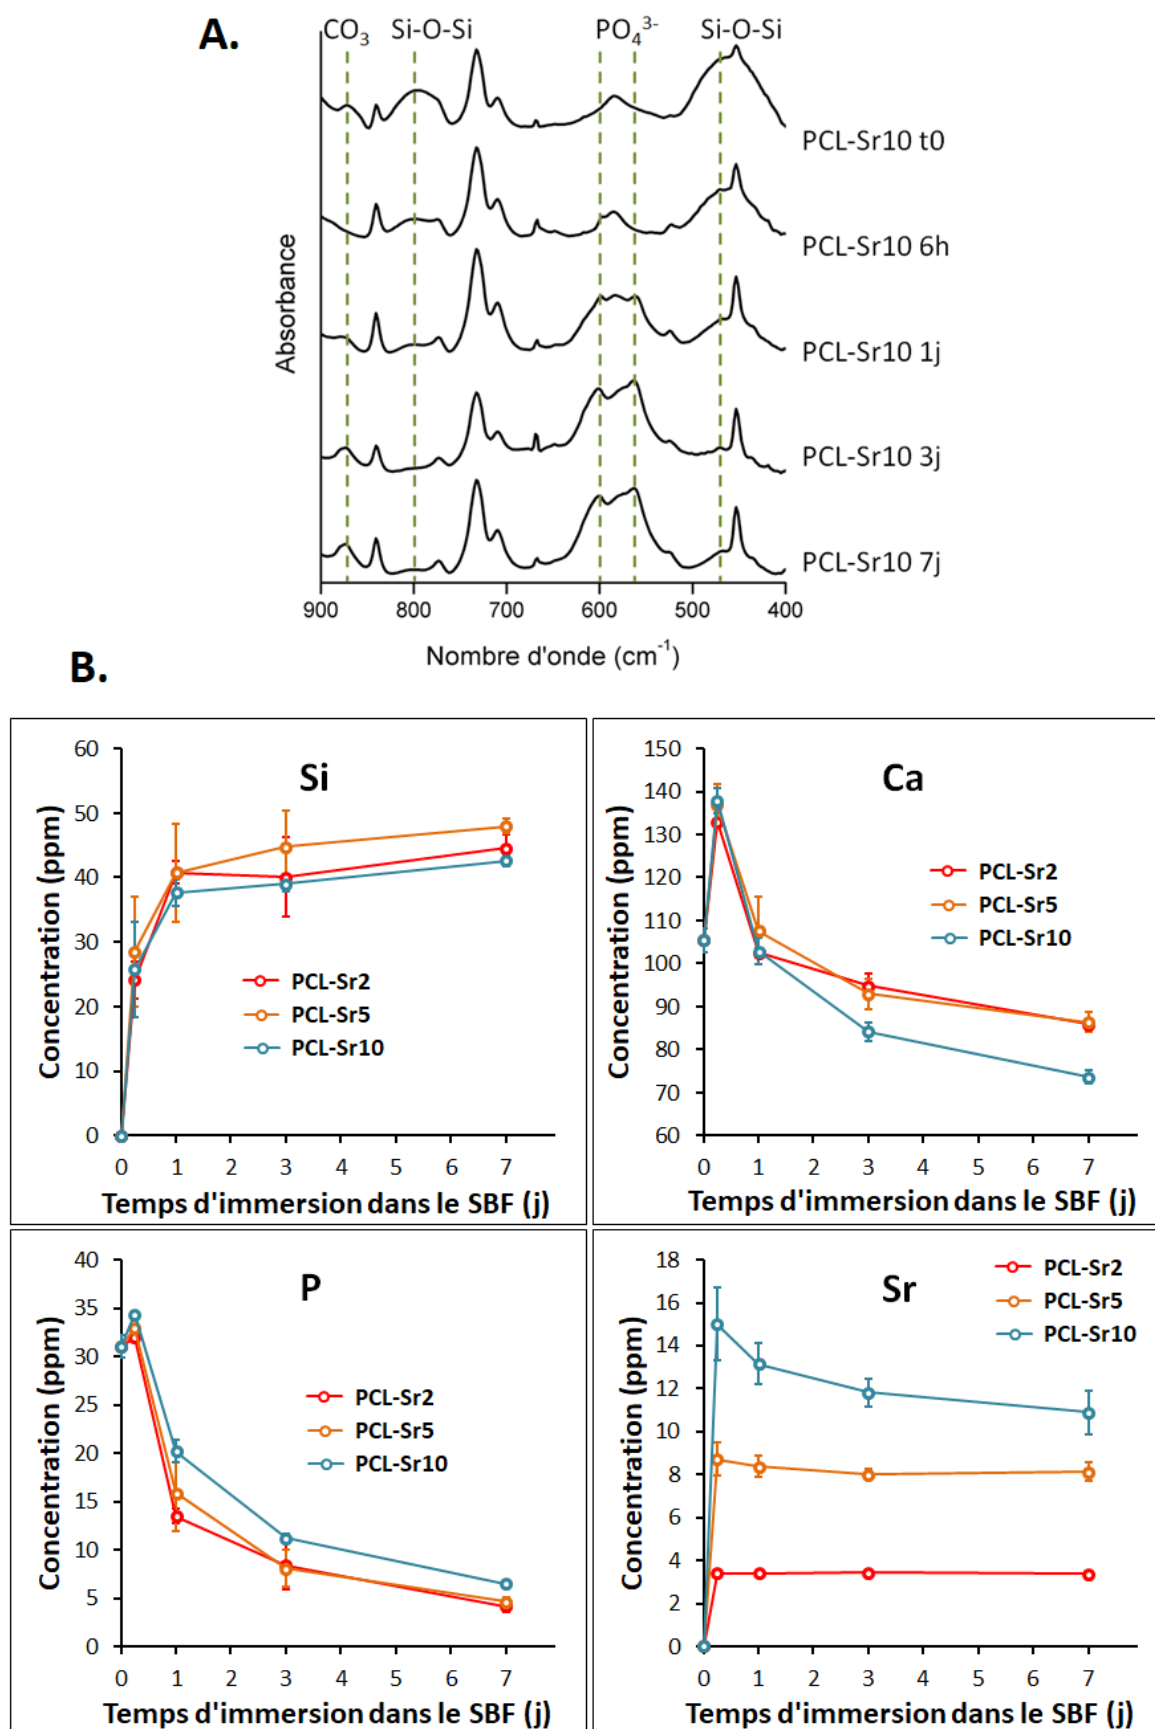 A.
CO3 Si-O-Si PO4 3- Si-O-Si
PCL-Sr10 t0
PCL-Sr10 6h
PCL-Sr10 1j
PCL-Sr10 3j
PCL-Sr10 7j
Absorbance
900 800 700 600 500 400
Nombre d'onde (cm-1)
B.
Si
Concentration (ppm)
60
50
40
30
20
10
0
PCL-Sr2
PCL-Sr5
PCL-Sr10
0 1 2 3 4 5 6 7
Temps d'immersion dans le SBF (j)
Ca
Concentration (ppm)
150
140
130
120
110
100
90
80
70
60
PCL-Sr2
PCL-Sr5
PCL-Sr10
0 1 2 3 4 5 6 7
Temps d'immersion dans le SBF (j)
P
Concentration (ppm)
40
35
30
25
20
15
10
5
0
PCL-Sr2
PCL-Sr5
PCL-Sr10
0 1 2 3 4 5 6 7
Temps d'immersion dans le SBF (j)
Sr
Concentration (ppm)
18
16
14
12
10
8
6
4
2
0
PCL-Sr2
PCL-Sr5
PCL-Sr10
0 1 2 3 4 5 6 7
Temps d'immersion dans le SBF (j)